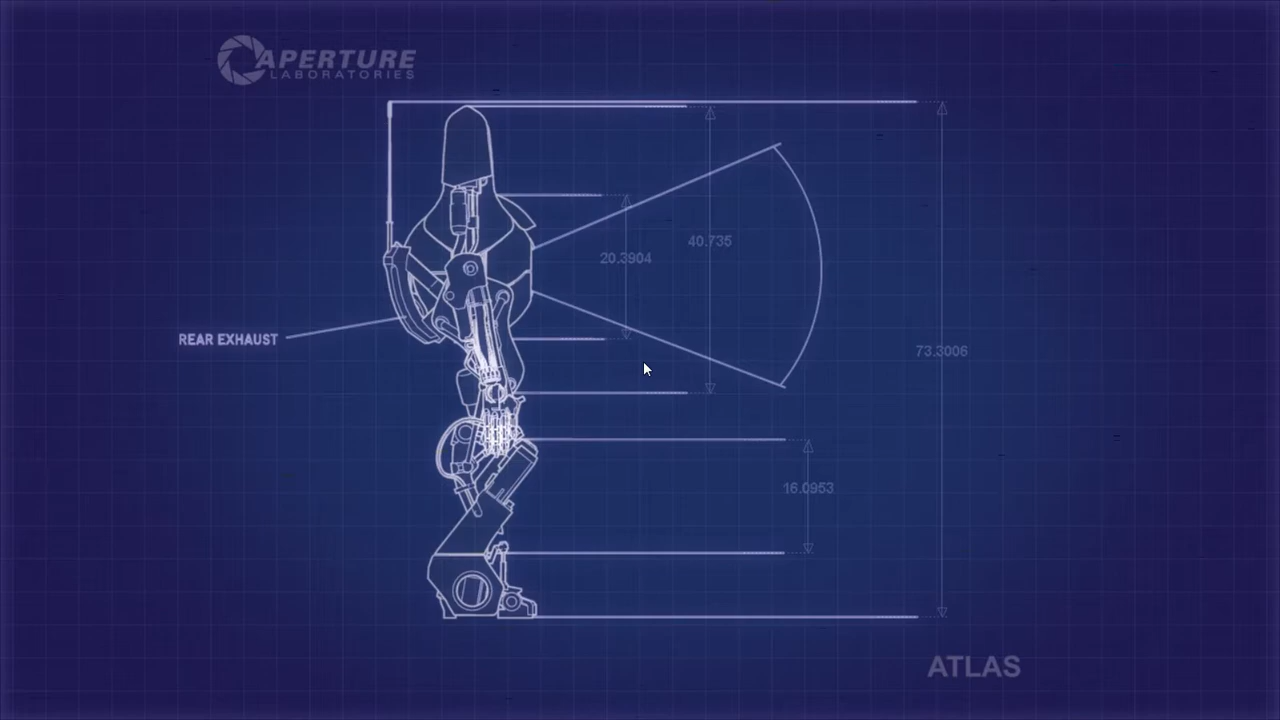 APERTURE
LABORATORIES
40.735
20.3904
REAR EXHAUST
73.3006
16.0953
ATLAS